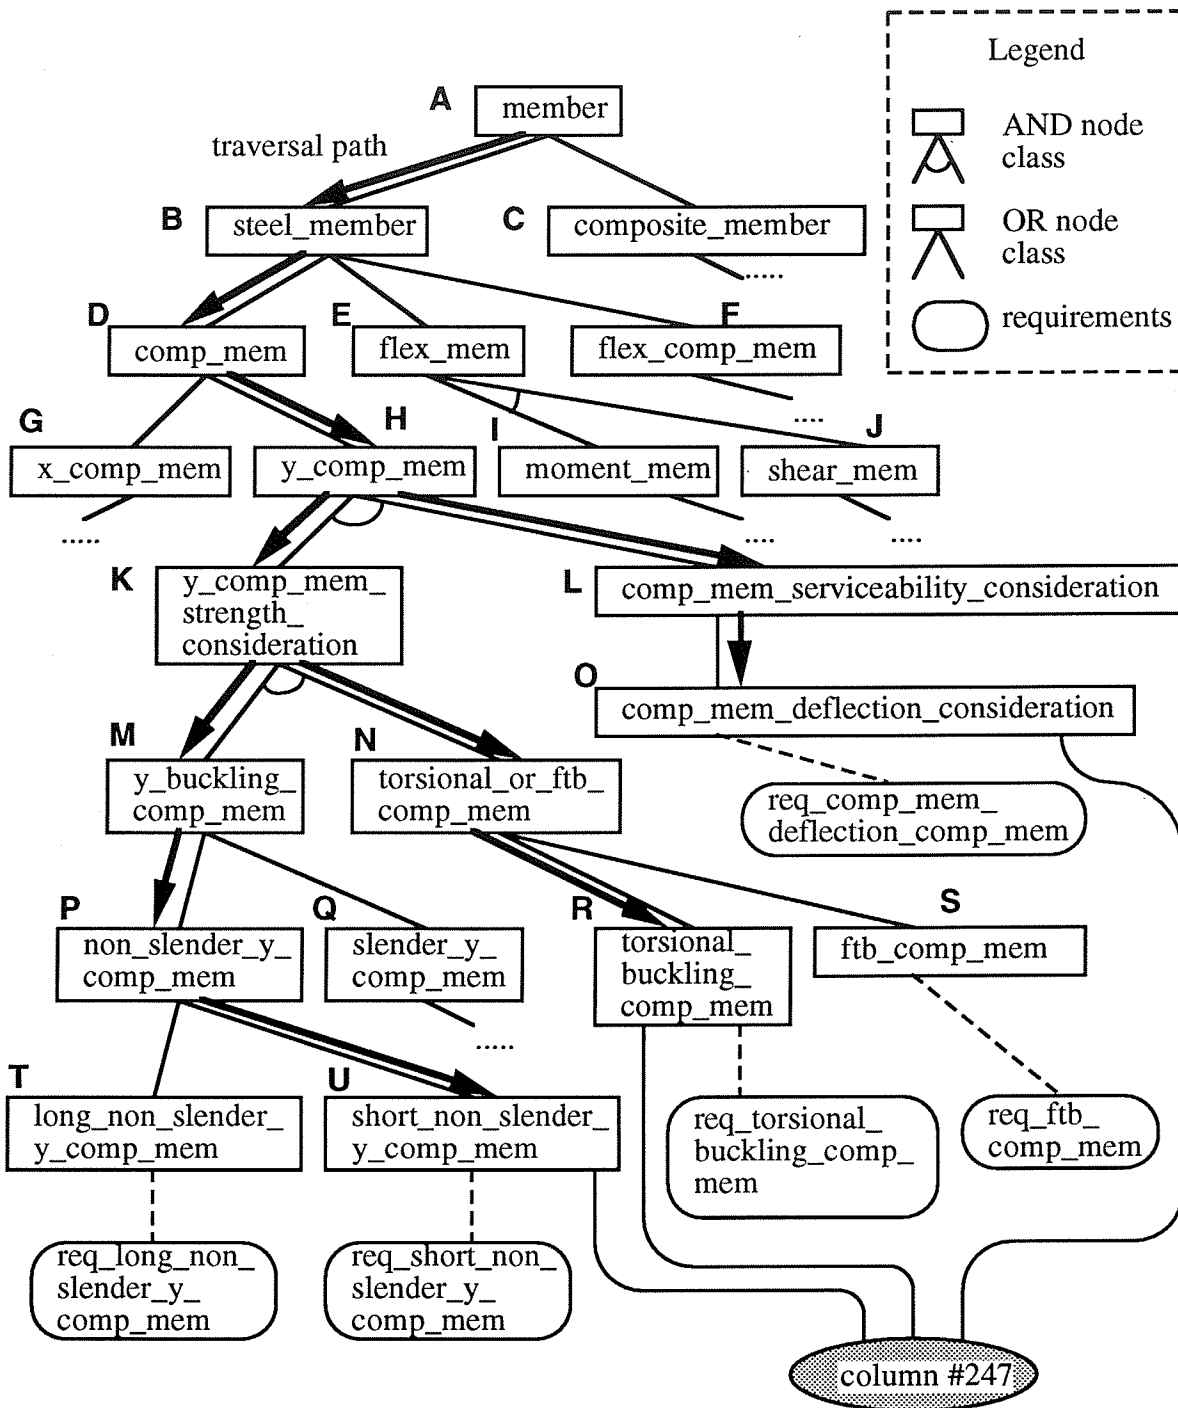 Legend
AND node
class
OR node
class
requirements
A
member
traversal path
B
steel_member
C
composite_member
.....
D
comp_mem
E
flex_mem
F
flex_comp_mem
....
G
x_comp_mem
.....
H
y_comp_mem
I
moment_mem
....
J
shear_mem
....
K
y_comp_mem_
strength_
consideration
L
comp_mem_serviceability_consideration
O
comp_mem_deflection_consideration
M
y_buckling_
comp_mem
N
torsional_or_ftb_
comp_mem
req_comp_mem_
deflection_comp_mem
P
non_slender_y_
comp_mem
Q
slender_y_
comp_mem
.....
R
torsional_
buckling_
comp_mem
S
ftb_comp_mem
T
long_non_slender_
y_comp_mem
U
short_non_slender_
y_comp_mem
req_torsional_
buckling_comp_
mem
req_ftb_
comp_mem
req_long_non_
slender_y_
comp_mem
req_short_non_
slender_y_
comp_mem
column #247